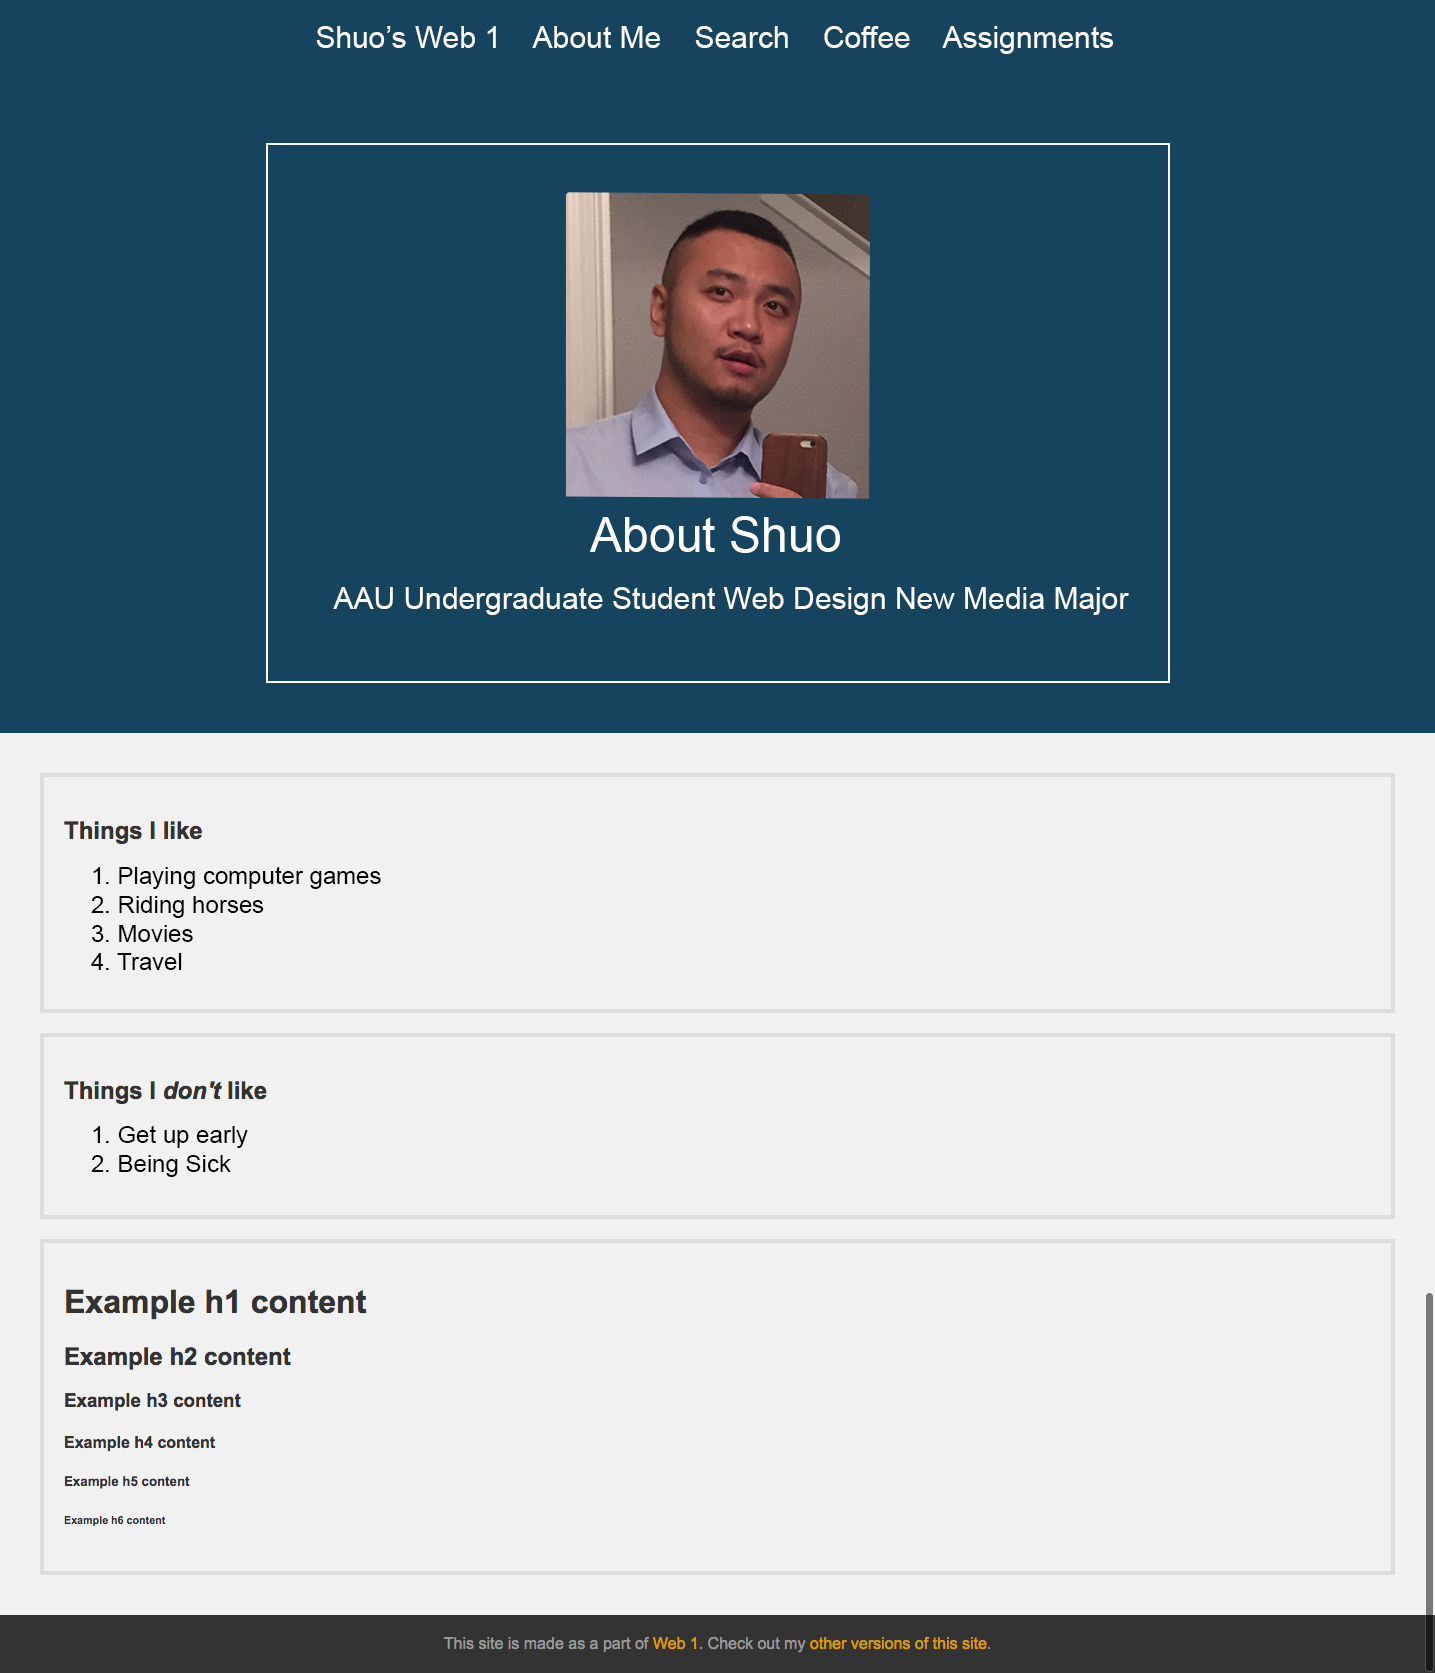 Shuo’s Web 1 About Me Search Coffee Assignments
About Shuo
AAU Undergraduate Student Web Design New Media Major
Things I like
1. Playing computer games
2. Riding horses
3. Movies
4. Travel
Things I don't like
1. Get up early
2. Being Sick
Example h1 content
Example h2 content
Example h3 content
Example h4 content
Example h5 content
Example h6 content
This site is made as a part of Web 1. Check out my other versions of this site.